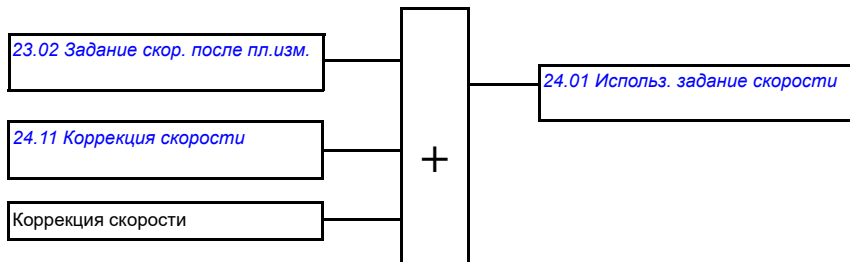 23.02 Задание скор. после пл.изм.
24.01 Использ. задание скорости
24.11 Коррекция скорости
+
Коррекция скорости